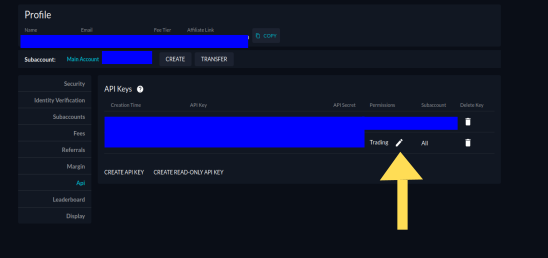 Profile
Name Email Fee Tier Affiliate Link
COPY
Subaccount: Main Account CREATE TRANSFER
Security
Identity Verification
Subaccounts
Fees
Referrals
Margin
Api
Leaderboard
Display
API Keys ?
Creation Time API Key API Secret Permissions Subaccount Delete Key
Trading All
CREATE API KEY CREATE READ-ONLY API KEY